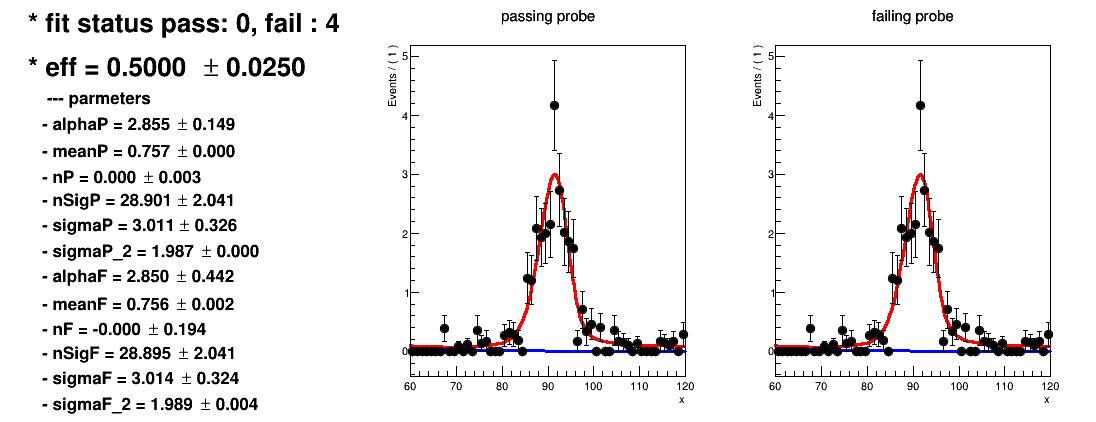 * fit status pass: 0, fail : 4
* eff = 0.5000 ± 0.0250
--- parmeters
- alphaP = 2.855 ± 0.149
- meanP = 0.757 ± 0.000
- nP = 0.000 ± 0.003
- nSigP = 28.901 ± 2.041
- sigmaP = 3.011 ± 0.326
- sigmaP_2 = 1.987 ± 0.000
- alphaF = 2.850 ± 0.442
- meanF = 0.756 ± 0.002
- nF = -0.000 ± 0.194
- nSigF = 28.895 ± 2.041
- sigmaF = 3.014 ± 0.324
- sigmaF_2 = 1.989 ± 0.004
passing probe
Events / ( 1 )
5
4
3
2
1
0
60 70 80 90 100 110 120
x
failing probe
Events / ( 1 )
5
4
3
2
1
0
60 70 80 90 100 110 120
x